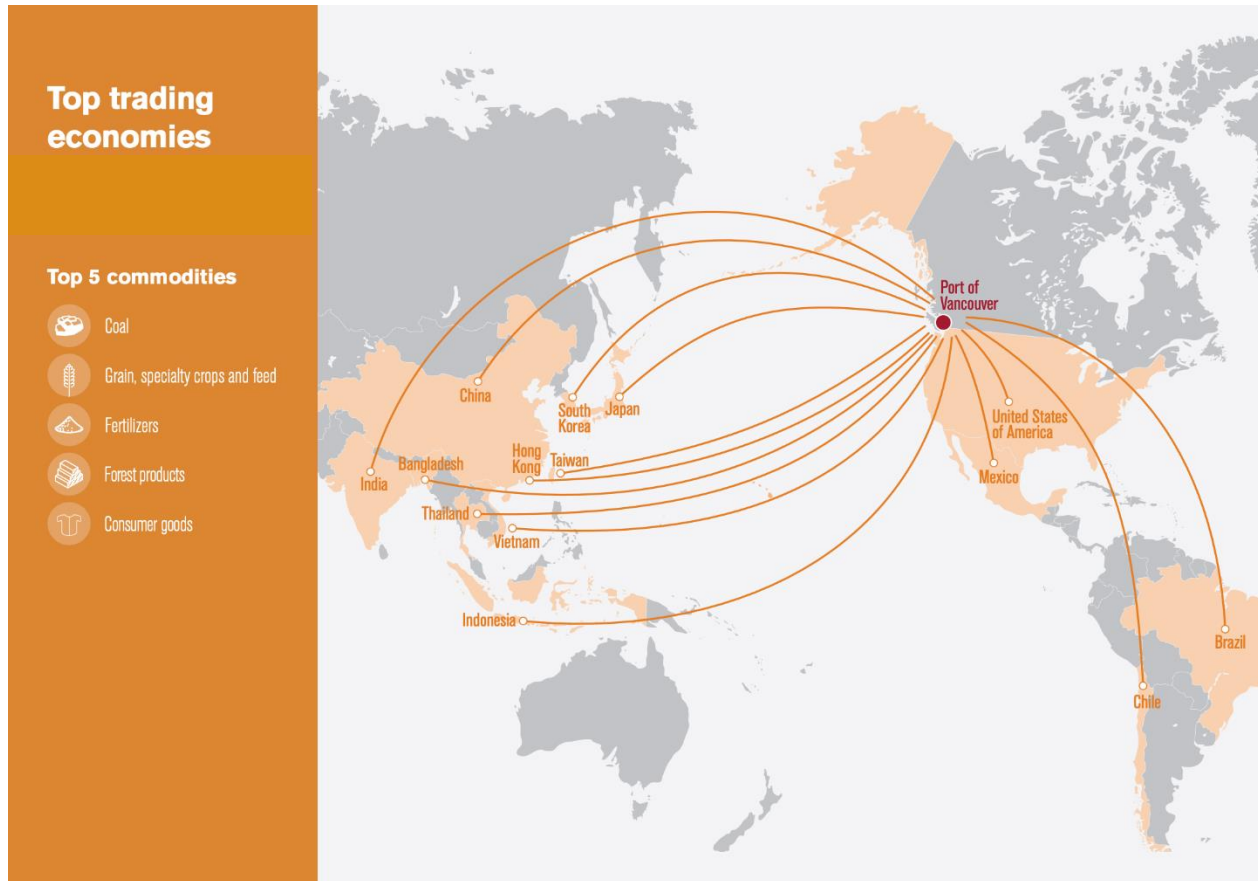 Top trading
economies
Top 5 commodities
Coal
Grain, specialty crops and feed
Fertilizers
Forest products
Consumer goods
Port of
Vancouver
China
South
Korea
Japan
Hong
Kong
Taiwan
Bangladesh
India
Thailand
Vietnam
Indonesia
United States
of America
Mexico
Brazil
Chile